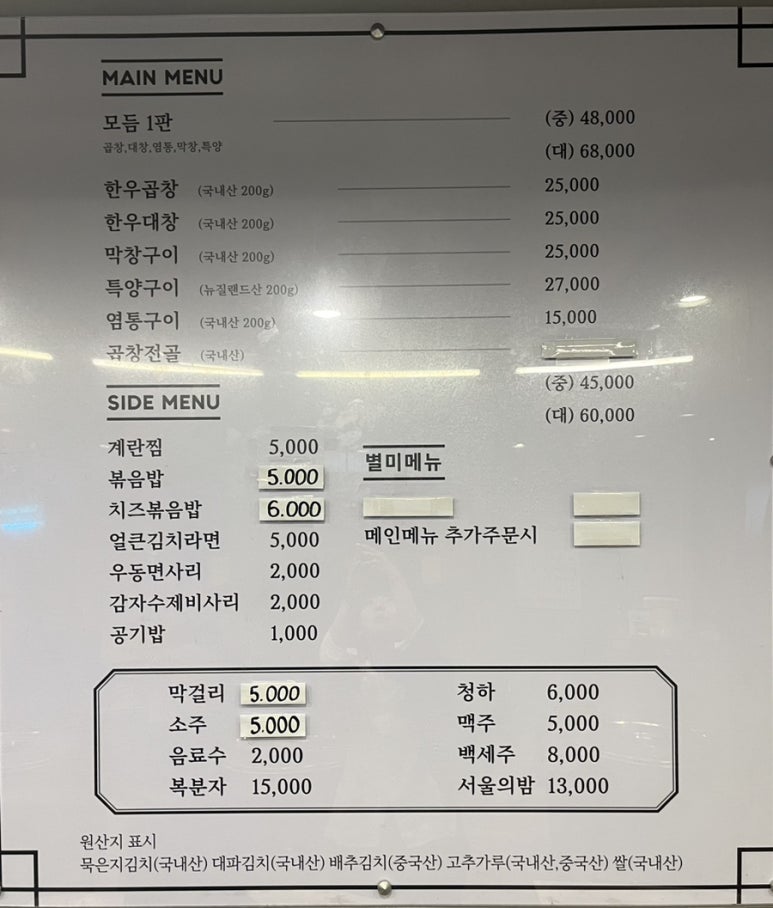 MAIN MENU
모듬 1판 (중) 48,000
곱창,대창,염통,막창,특양 (대) 68,000
한우곱창 (국내산 200g) 25,000
한우대창 (국내산 200g) 25,000
막창구이 (국내산 200g) 25,000
특양구이 (뉴질랜드산 200g) 27,000
염통구이 (국내산 200g) 15,000
곱창전골 (국내산)
(중) 45,000
(대) 60,000
SIDE MENU
계란찜 5,000
볶음밥 5.000
치즈볶음밥 6.000
얼큰김치라면 5,000
우동면사리 2,000
감자수제비사리 2,000
공기밥 1,000
별미메뉴
메인메뉴 추가주문시
막걸리 5.000
소주 5.000
음료수 2,000
복분자 15,000
청하 6,000
맥주 5,000
백세주 8,000
서울의밤 13,000
원산지 표시
묵은지김치(국내산) 대파김치(국내산) 배추김치(중국산) 고추가루(국내산,중국산) 쌀(국내산)